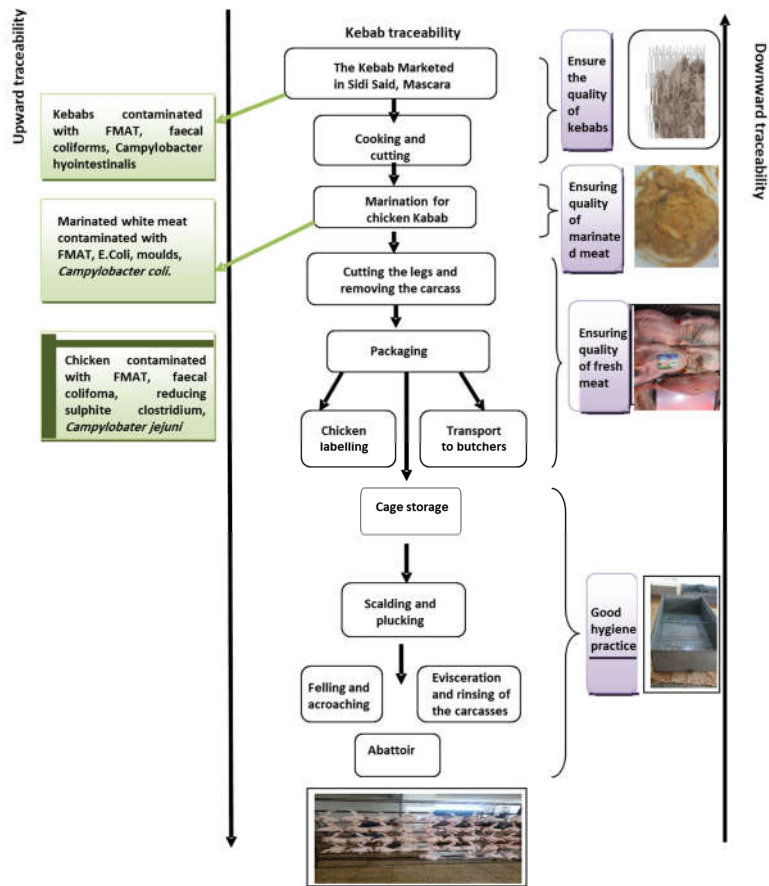 Kebab traceability
Upward traceability
Downward traceability
The Kebab Marketed
in Sidi Said, Mascara
Ensure
the
quality
of
kebabs
Kebabs contaminated
with FMAT, faecal
coliforms, Campylobacter
hyointestinalis
Cooking and
cutting
Marination for
chicken Kabab
Ensuring
quality
of
marinate
d meat
Marinated white meat
contaminated with
FMAT, E.Coli, moulds,
Campylobacter coli.
Cutting the legs and
removing the carcass
Packaging
Ensuring
quality
of fresh
meat
Chicken contaminated
with FMAT, faecal
colifoma, reducing
sulphite clostridium,
Campylobater jejuni
Chicken
labelling
Transport
to butchers
Cage storage
Scalding and
plucking
Good
hygiene
practice
Felling and
acroaching
Evisceration
and rinsing of
the carcasses
Abattoir